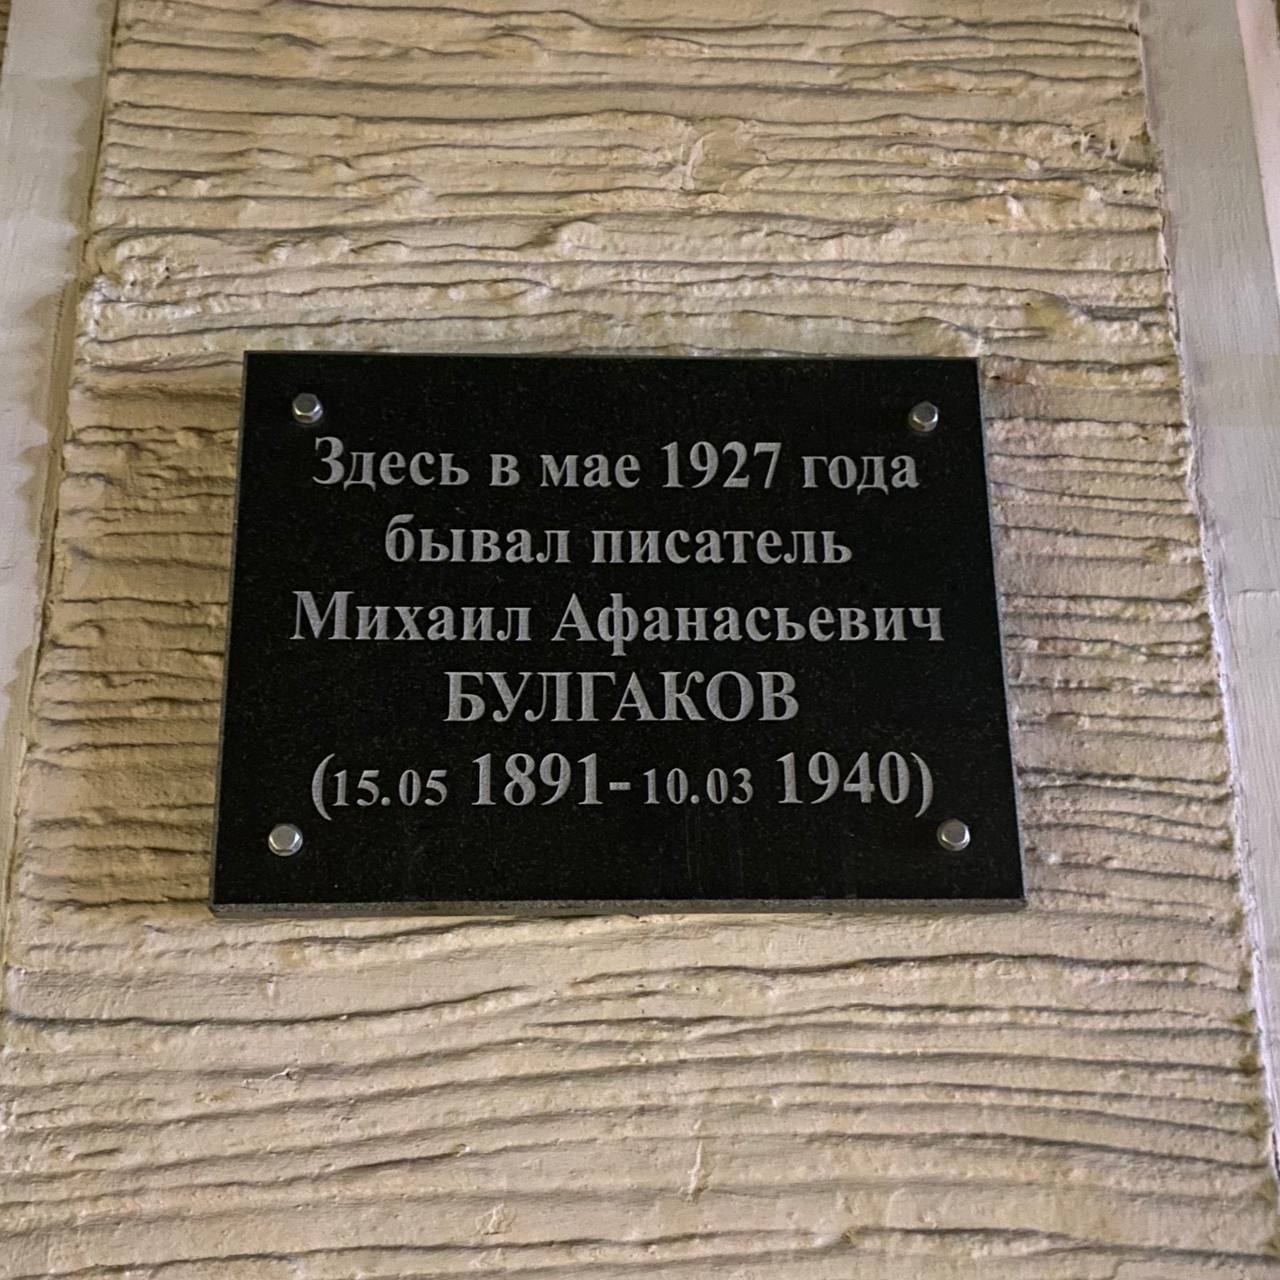 Здесь в мае 1927 года
бывал писатель
Михаил Афанасьевич
БУЛГАКОВ
(15.05 1891-10.03 1940)